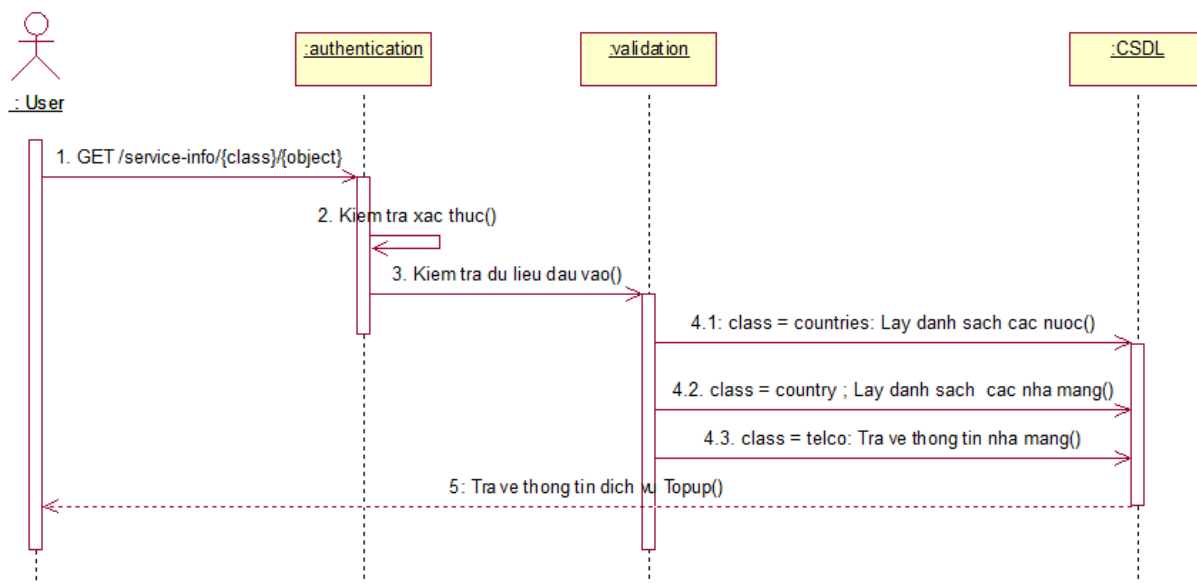 :authentication
:validation
:CSDL
: User
1. GET /service-info/{class}/{object}
2. Kiem tra xac thuc()
3. Kiem tra du lieu dau vao()
4.1: class = countries: Lay danh sach cac nuoc()
4.2. class = country ; Lay danh sach cac nha mang()
4.3. class = telco: Tra ve thong tin nha mang()
5: Tra ve thong tin dich vu Topup()